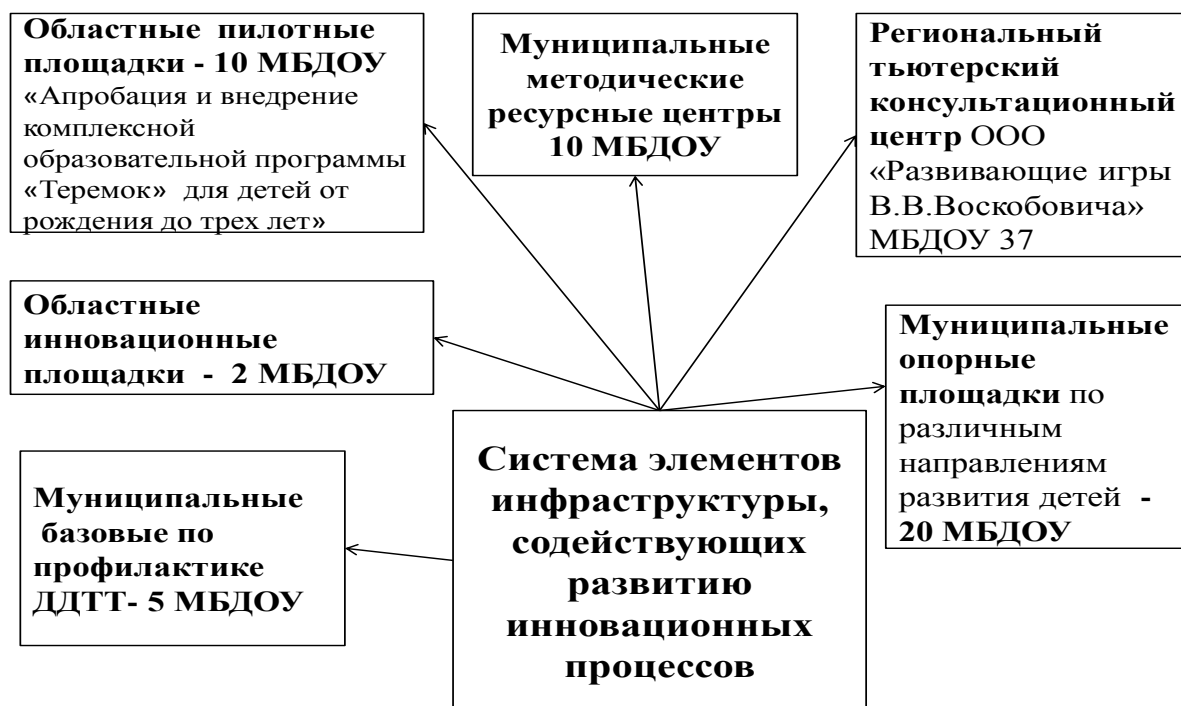 Областные пилотные
площадки - 10 МБДОУ
«Апробация и внедрение
комплексной
образовательной программы
«Теремок» для детей от
рождения до трех лет»
Муниципальные
методические
ресурсные центры
10 МБДОУ
Региональный
тьютерский
консультационный
центр ООО
«Развивающие игры
В.В.Воскобовича»
МБДОУ 37
Областные
инновационные
площадки - 2 МБДОУ
Муниципальные
опорные
площадки по
различным
направлениям
развития детей -
20 МБДОУ
Муниципальные
базовые по
профилактике
ДДТТ- 5 МБДОУ
Система элементов
инфраструктуры,
содействующих
развитию
инновационных
процессов